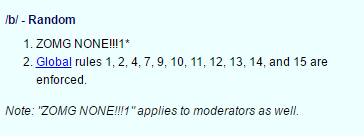 /b/ - Random
1. ZOMG NONE!!!1*
2. Global rules 1, 2, 4, 7, 9, 10, 11, 12, 13, 14, and 15 are
enforced.
Note: "ZOMG NONE!!!1" applies to moderators as well.